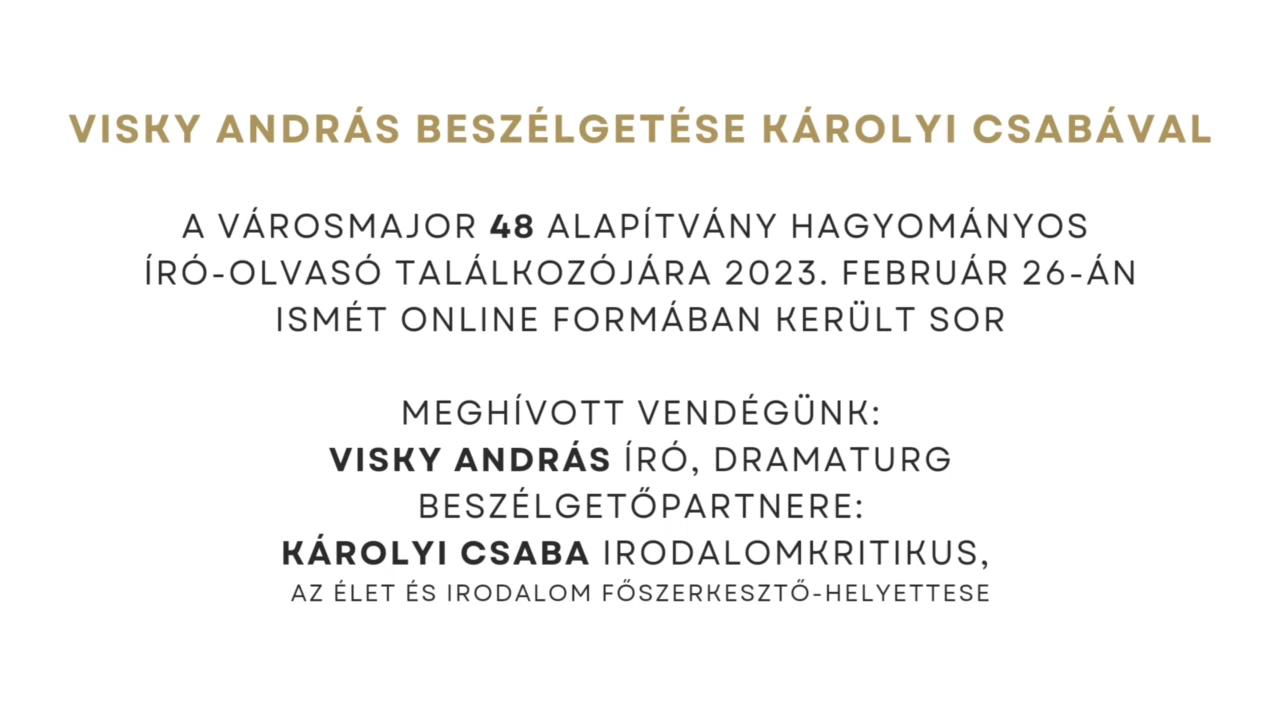 VISKY ANDRÁS BESZÉLGETÉSE KÁROLYI CSABÁVAL
A VÁROSMAJOR 48 ALAPÍTVÁNY HAGYOMÁNYOS
ÍRÓ-OLVASÓ TALÁLKOZÓJÁRA 2023. FEBRUÁR 26-ÁN
ISMÉT ONLINE FORMÁBAN KERÜLT SOR
MEGHÍVOTT VENDÉGÜNK:
VISKY ANDRÁS ÍRÓ, DRAMATURG
BESZÉLGETŐPARTNERE:
KÁROLYI CSABA IRODALOMKRITIKUS,
AZ ÉLET ÉS IRODALOM FŐSZERKESZTŐ-HELYETTESE